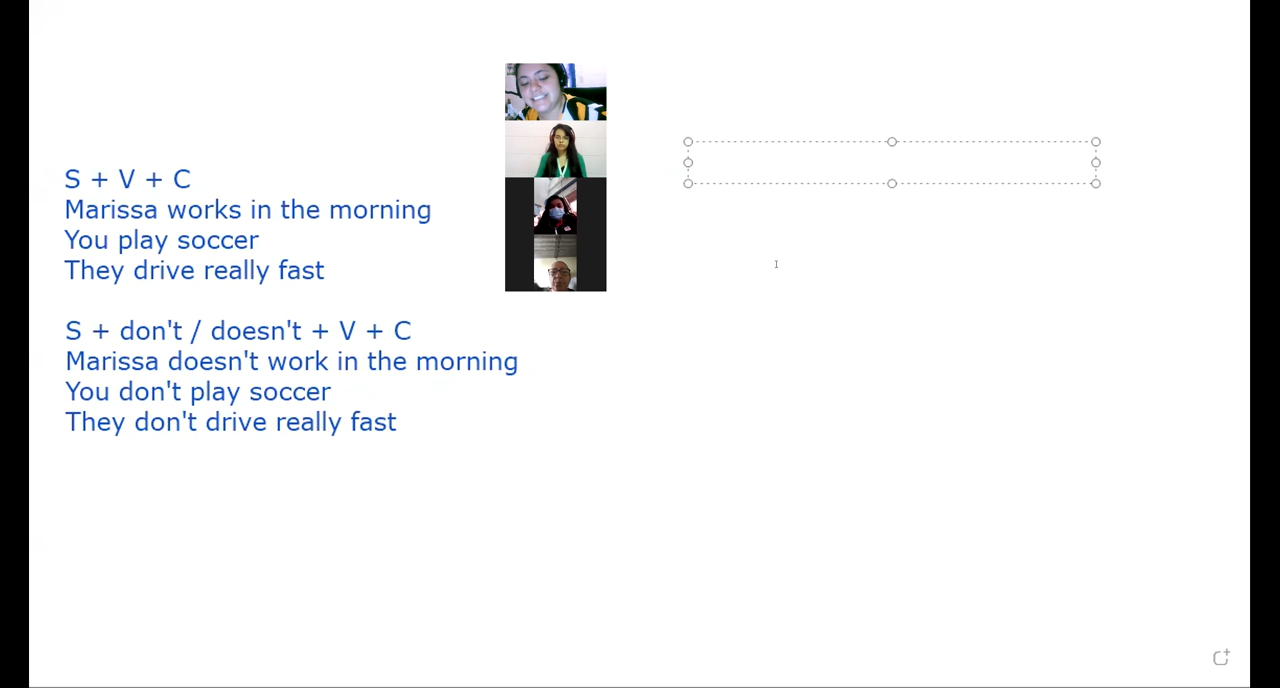 S + V + C
Marissa works in the morning
You play soccer
They drive really fast
S + don't / doesn't + V + C
Marissa doesn't work in the morning
You don't play soccer
They don't drive really fast